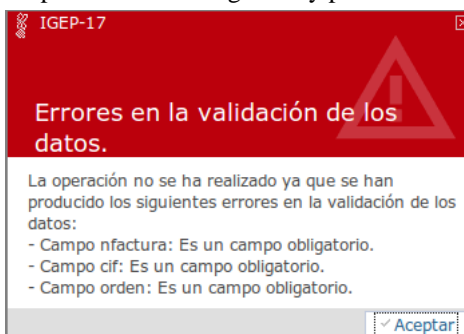 IGEP-17
Errores en la validación de los
datos.
La operación no se ha realizado ya que se han
producido los siguientes errores en la validación de los
datos:
- Campo nfactura: Es un campo obligatorio.
- Campo cif: Es un campo obligatorio.
- Campo orden: Es un campo obligatorio.
Aceptar